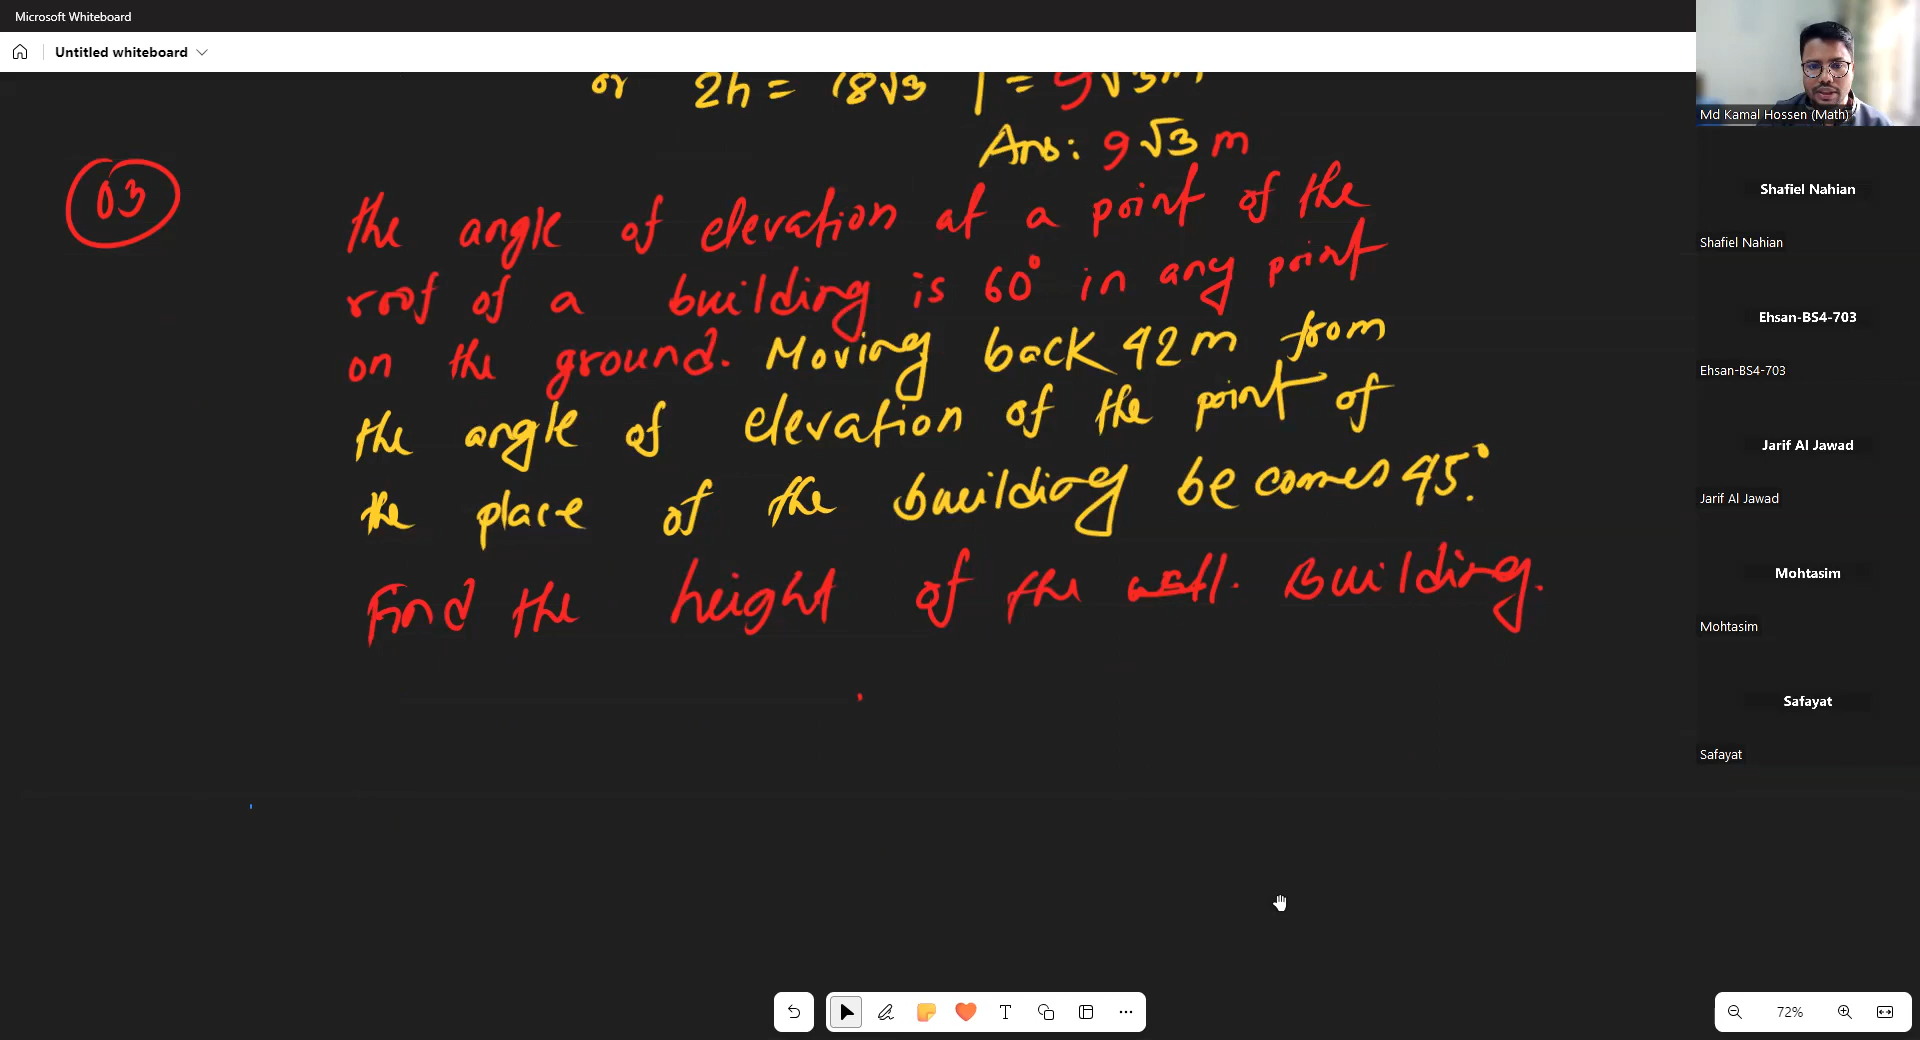 Microsoft Whiteboard
Untitled whiteboard
or 2h = 18√3 | = 9√3m
Ans: 9√3 m
03
the angle of elevation at a point of the
roof of a building is 60° in any point
on the ground. Moving back 42m from
the angle of elevation of the point of
the place of the building becomes 45°.
Find the height of the Building.
Md Kamal Hossen (Math)
Shafiel Nahian
Shafiel Nahian
Ehsan-BS4-703
Ehsan-BS4-703
Jarif Al Jawad
Jarif Al Jawad
Mohtasim
Mohtasim
Safayat
Safayat
T
72%